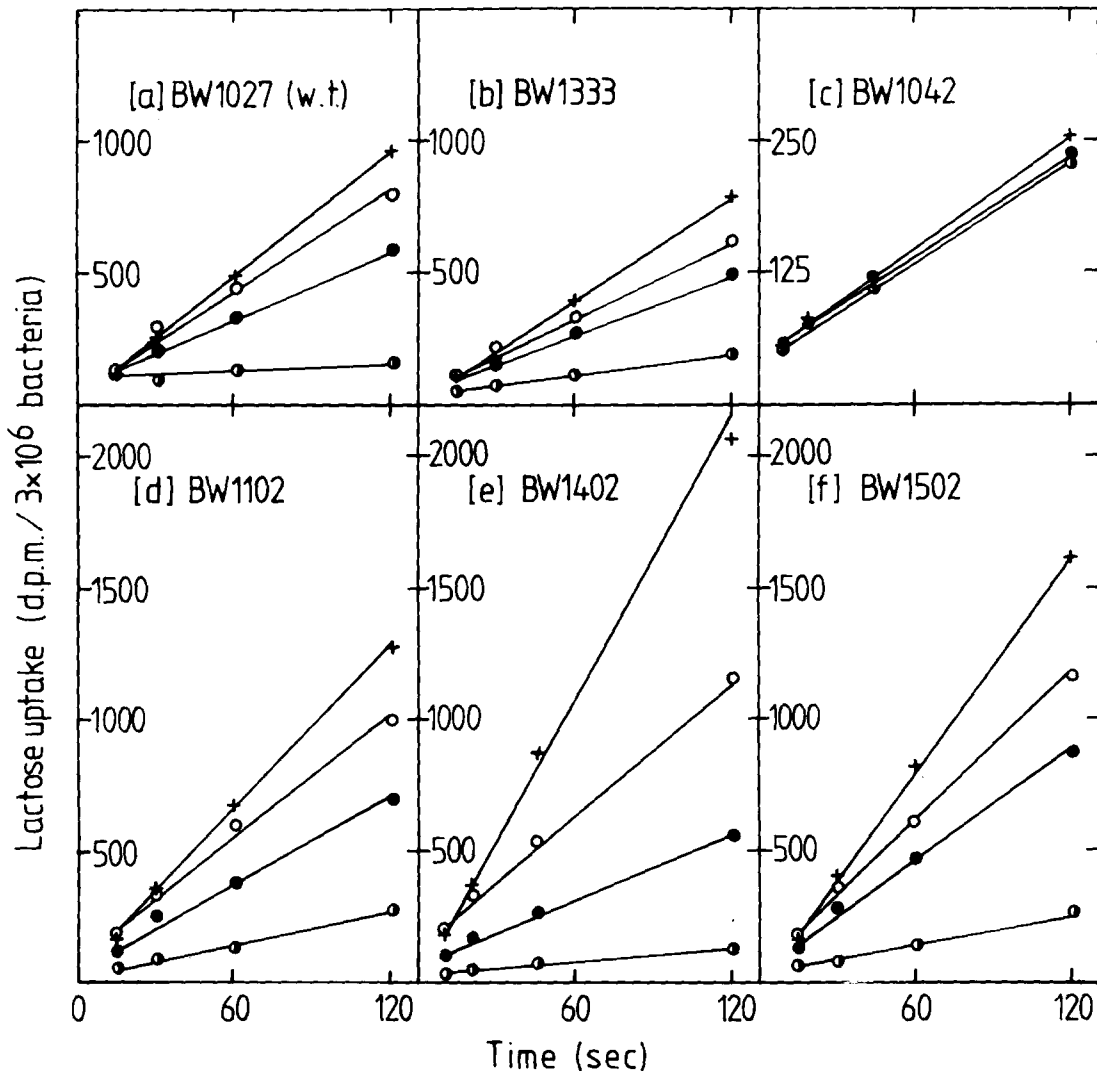 [a] BW1027 (w.t.)
[b] BW1333
[c] BW1042
1000
500
1000
500
250
125
[d] BW1102
[e] BW1402
[f] BW1502
2000
1500
1000
500
2000
1500
1000
500
2000
1500
1000
500
0 60 120 60 120 60 120
Time (sec)
Lactose uptake (d.p.m./ 3×10⁶ bacteria)